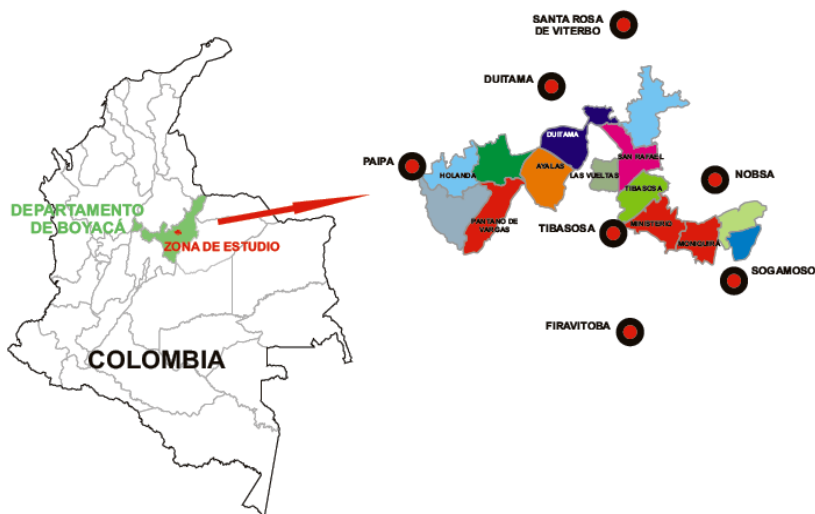 DEPARTAMENTO
DE BOYACÁ
ZONA DE ESTUDIO
COLOMBIA
SANTA ROSA
DE VITERBO
DUITAMA
DUITAMA
PAIPA
HOLANDA
AYALAS
LAS VUELTAS
SAN RAFAEL
NOBSA
TIBASOSA
PANTANO DE
VARGAS
TIBASOSA
MINISTERIO
MONIQUIRÁ
SOGAMOSO
FIRAVITOBA